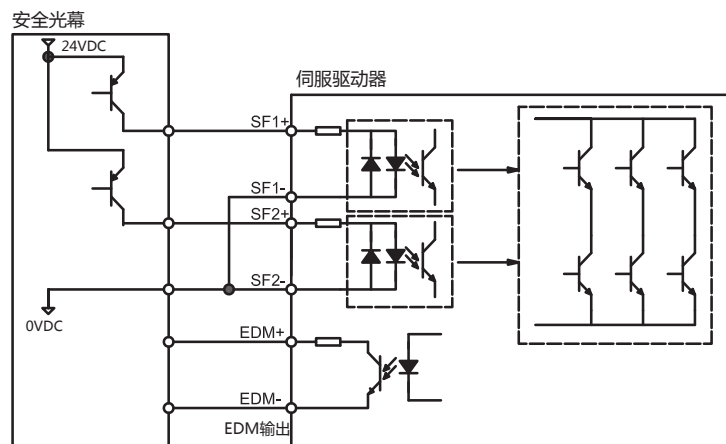 安全光幕
24VDC
伺服驱动器
SF1+
SF1-
SF2+
SF2-
0VDC
EDM+
EDM-
EDM输出